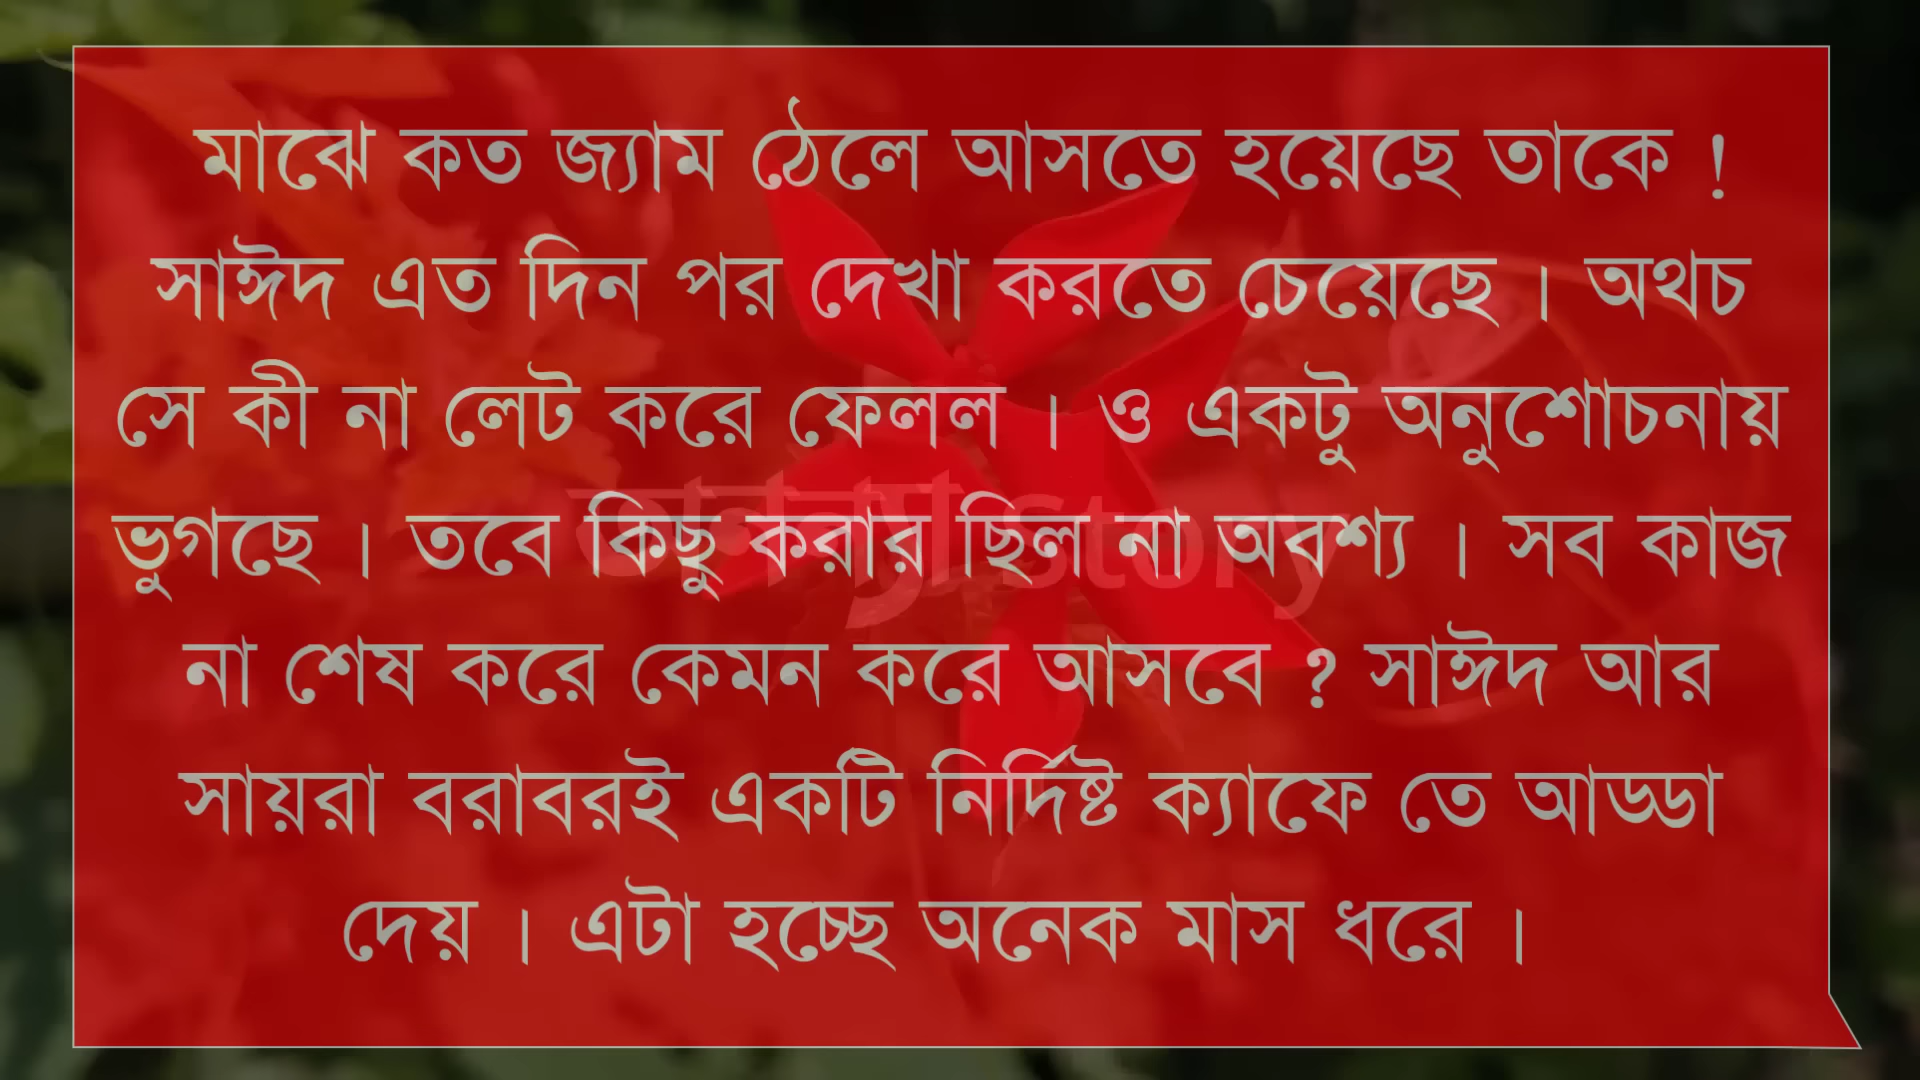 মাঝে কত জ্যাম ঠেলে আসতে হয়েছে তাকে !
সাঈদ এত দিন পর দেখা করতে চেয়েছে । অথচ
সে কী না লেট করে ফেলল । ও একটু অনুশোচনায়
ভুগছে । তবে কিছু করার ছিল না অবশ্য । সব কাজ
না শেষ করে কেমন করে আসবে ? সাঈদ আর
সায়রা বরাবরই একটি নির্দিষ্ট ক্যাফে তে আড্ডা
দেয় । এটা হচ্ছে অনেক মাস ধরে ।
Story